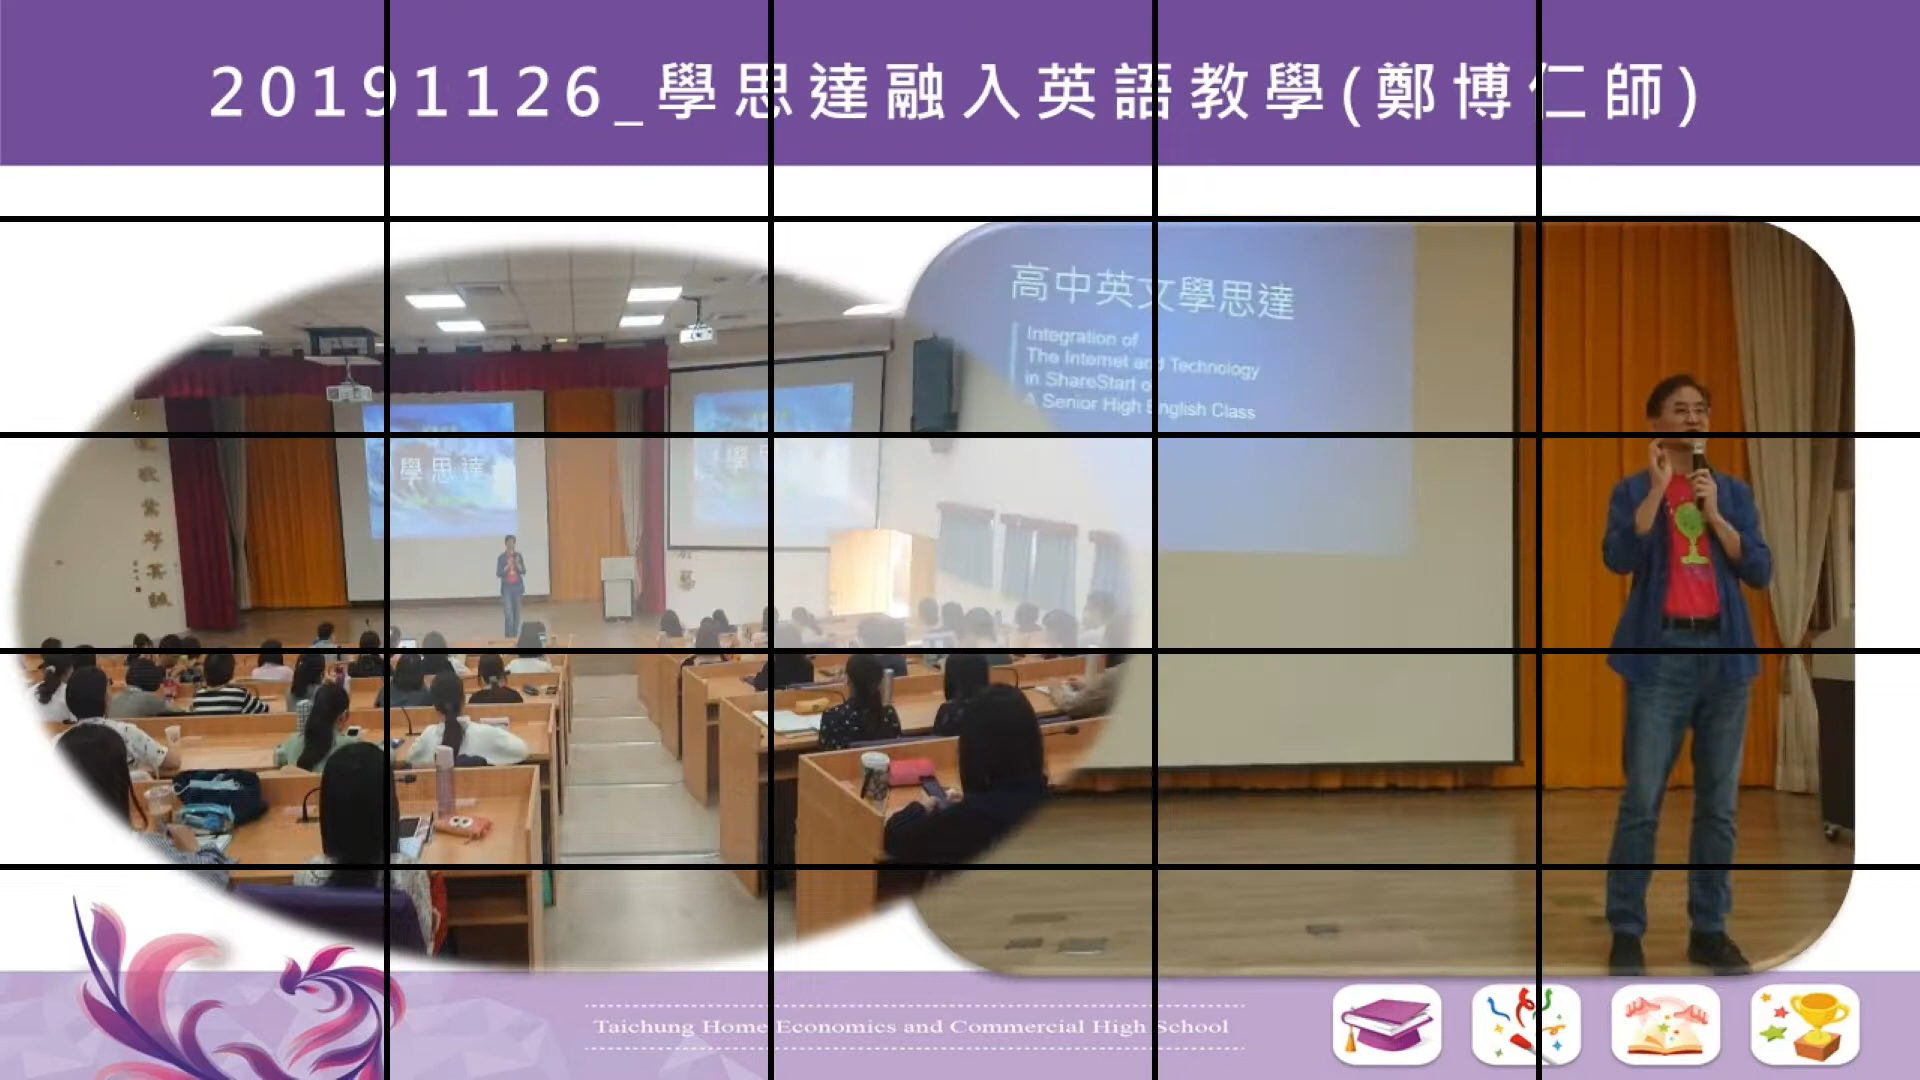 20191126_學思達融入英語教學(鄭博仁師)
高中英文學思達
Integration of
The Internet and Technology
in ShareStart o
A Senior High English Class
學思達
Taichung Home Economics and Commercial High School